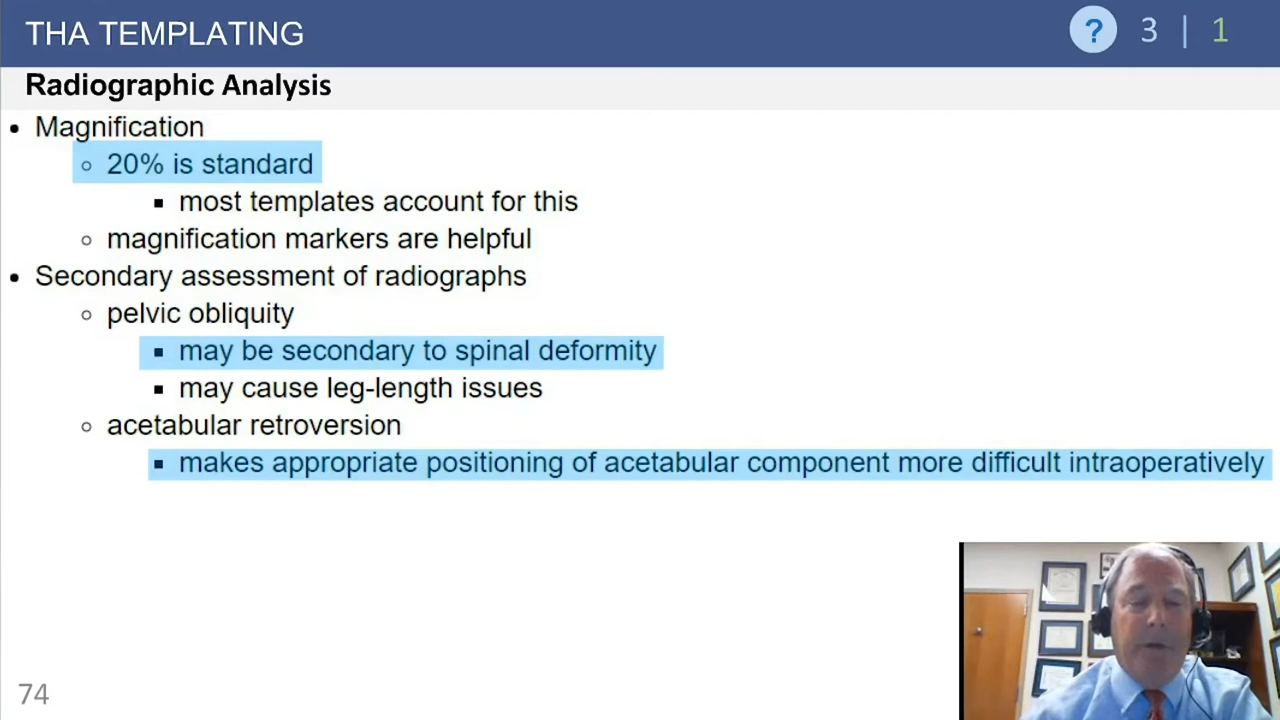 THA TEMPLATING
? 3 | 1
Radiographic Analysis
• Magnification
○ 20% is standard
▪ most templates account for this
○ magnification markers are helpful
• Secondary assessment of radiographs
○ pelvic obliquity
▪ may be secondary to spinal deformity
▪ may cause leg-length issues
○ acetabular retroversion
▪ makes appropriate positioning of acetabular component more difficult intraoperatively
74